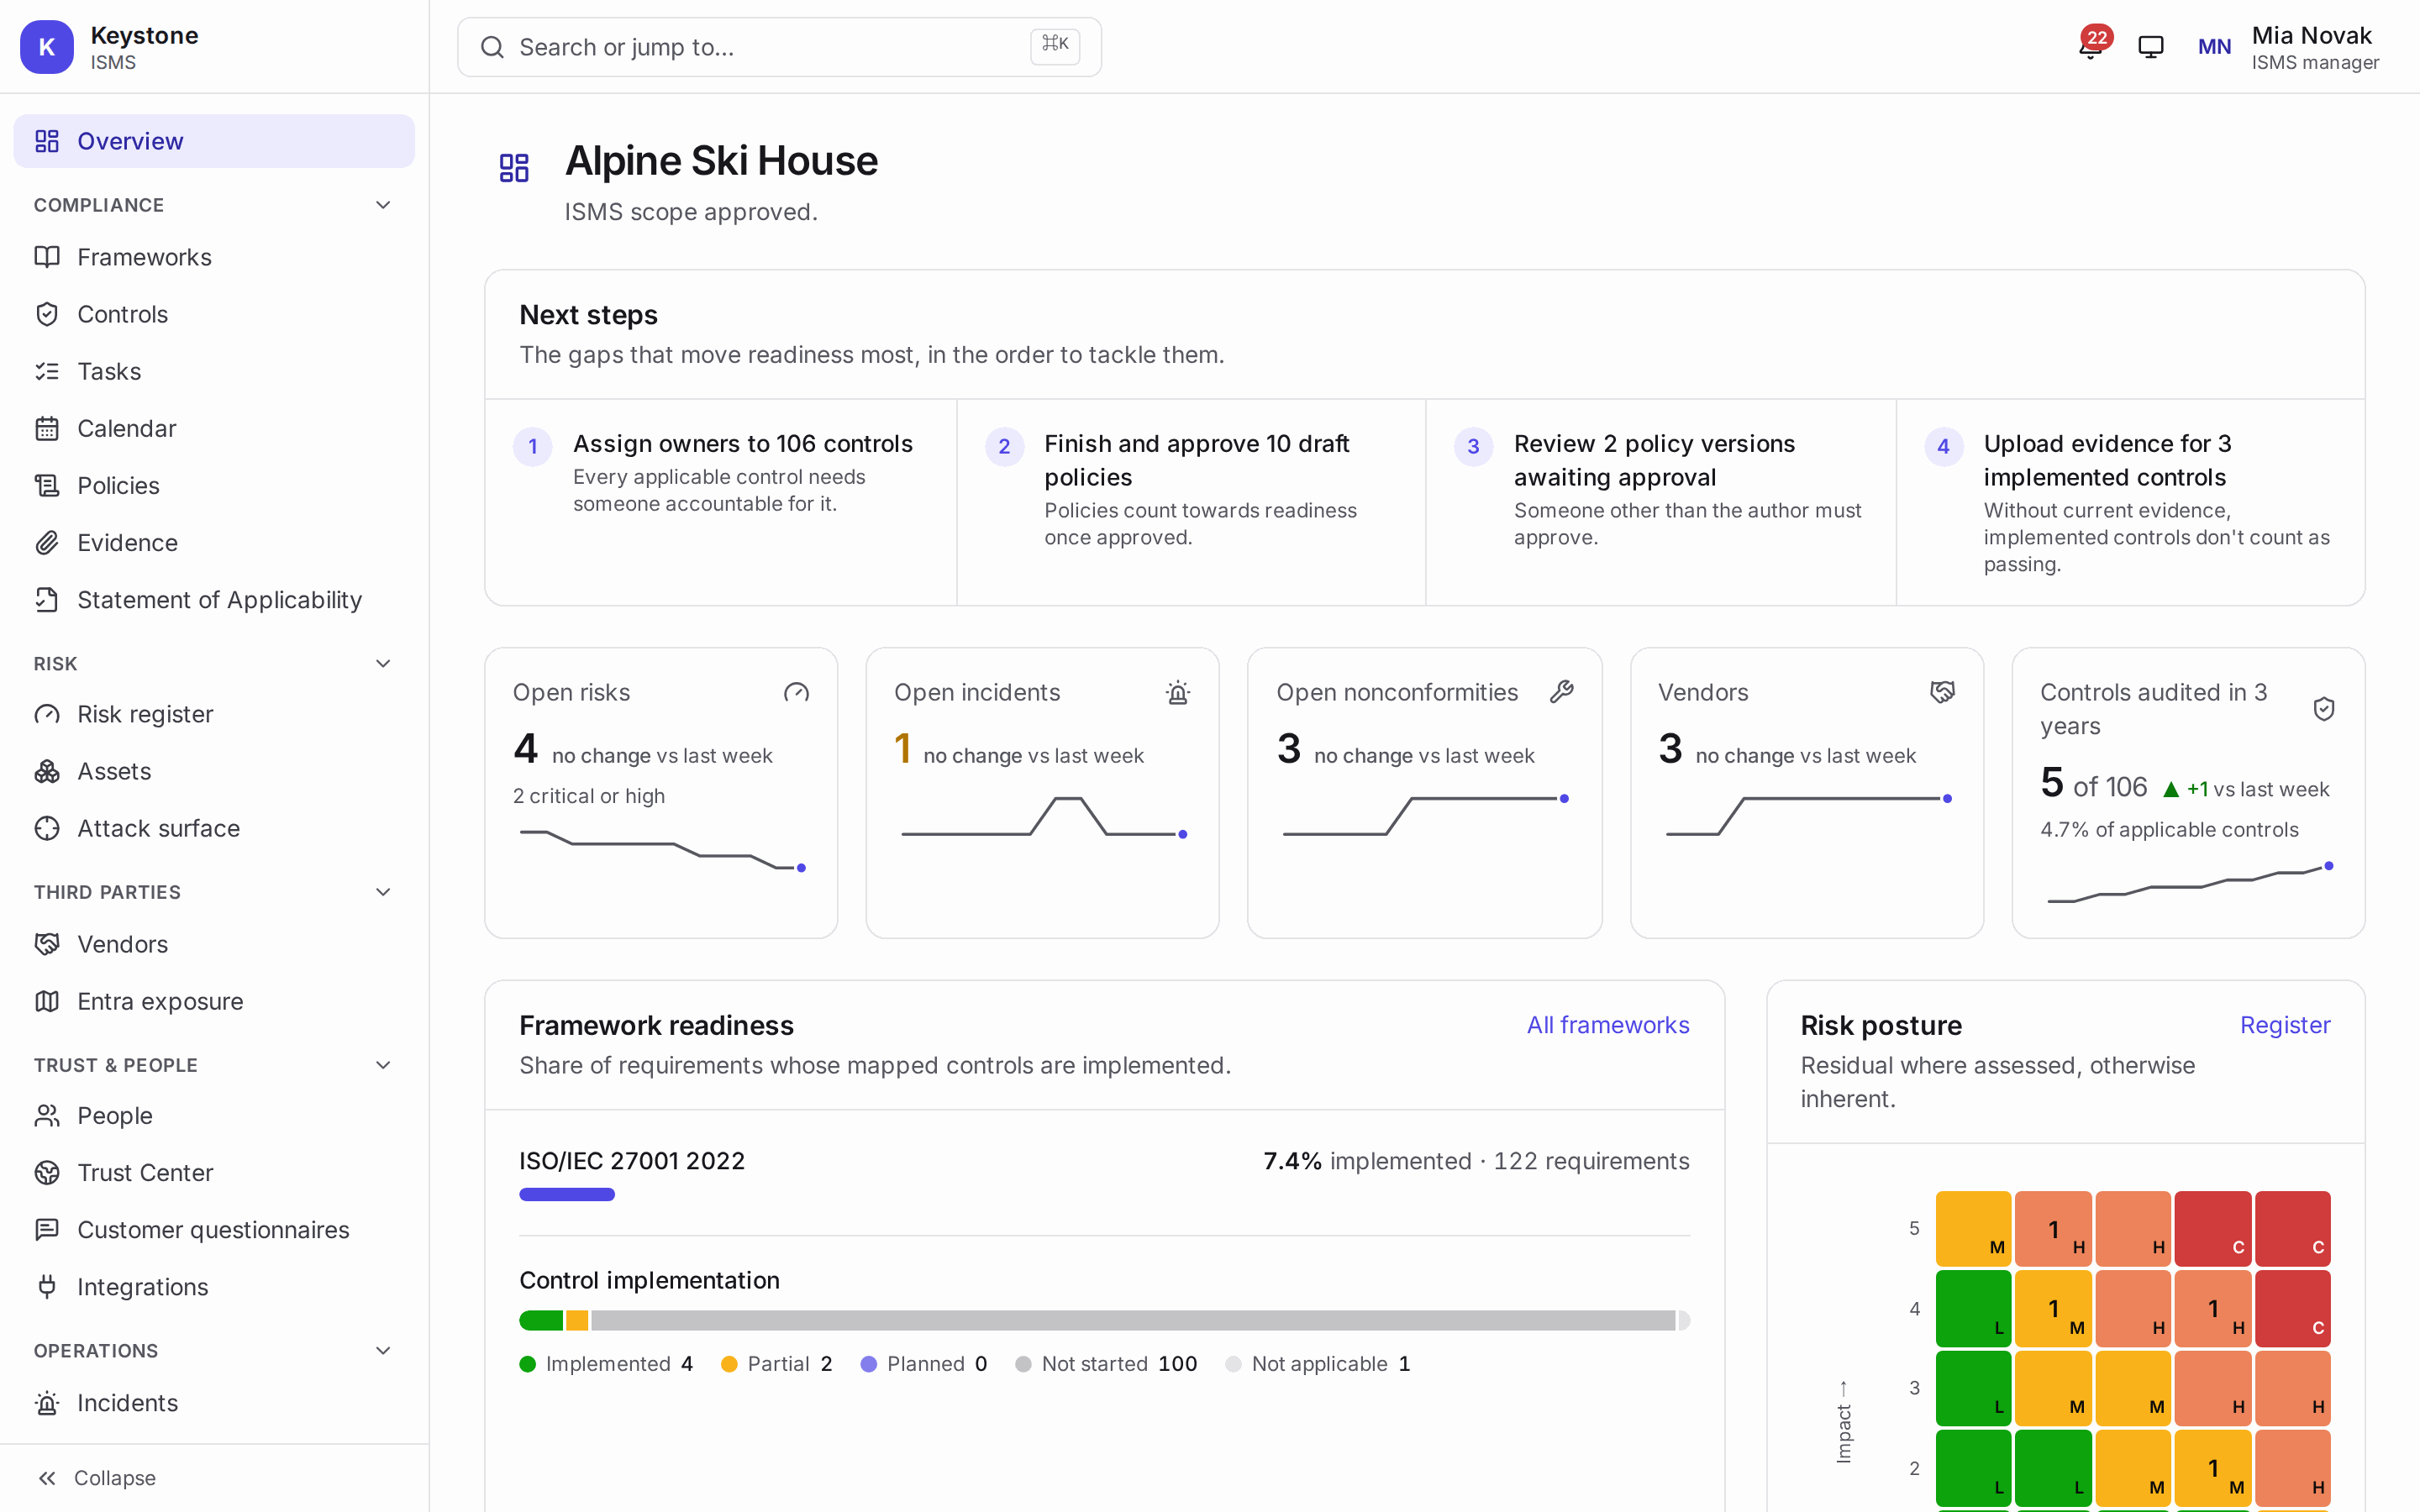 K
Keystone
ISMS
Search or jump to...
⌘K
22
MN
Mia Novak
ISMS manager
Overview
COMPLIANCE
Frameworks
Controls
Tasks
Calendar
Policies
Evidence
Statement of Applicability
RISK
Risk register
Assets
Attack surface
THIRD PARTIES
Vendors
Entra exposure
TRUST & PEOPLE
People
Trust Center
Customer questionnaires
Integrations
OPERATIONS
Incidents
Collapse
Alpine Ski House
ISMS scope approved.
Next steps
The gaps that move readiness most, in the order to tackle them.
1
Assign owners to 106 controls
Every applicable control needs
someone accountable for it.
2
Finish and approve 10 draft
policies
Policies count towards readiness
once approved.
3
Review 2 policy versions
awaiting approval
Someone other than the author must
approve.
4
Upload evidence for 3
implemented controls
Without current evidence,
implemented controls don't count as
passing.
Open risks
4 no change vs last week
2 critical or high
Open incidents
1 no change vs last week
Open nonconformities
3 no change vs last week
Vendors
3 no change vs last week
Controls audited in 3
years
5 of 106 ▲ +1 vs last week
4.7% of applicable controls
Framework readiness
All frameworks
Share of requirements whose mapped controls are implemented.
ISO/IEC 27001 2022
7.4% implemented · 122 requirements
Control implementation
Implemented 4 Partial 2 Planned 0 Not started 100 Not applicable 1
Risk posture
Register
Residual where assessed, otherwise
inherent.
Impact →
5 M 1 H H C C
4 L 1 M H 1 H C
3 L M M H H
2 L L M 1 M H